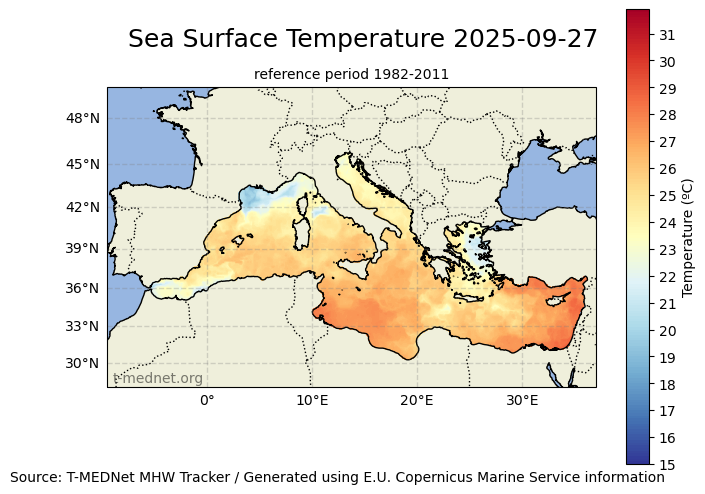 Sea Surface Temperature 2025-09-27
reference period 1982-2011
48°N
45°N
42°N
39°N
36°N
33°N
30°N
t-mednet.org
0°
10°E
20°E
30°E
31
30
29
28
27
26
25
24
23
22
21
20
19
18
17
16
15
Temperature (ºC)
Source: T-MEDNet MHW Tracker / Generated using E.U. Copernicus Marine Service information